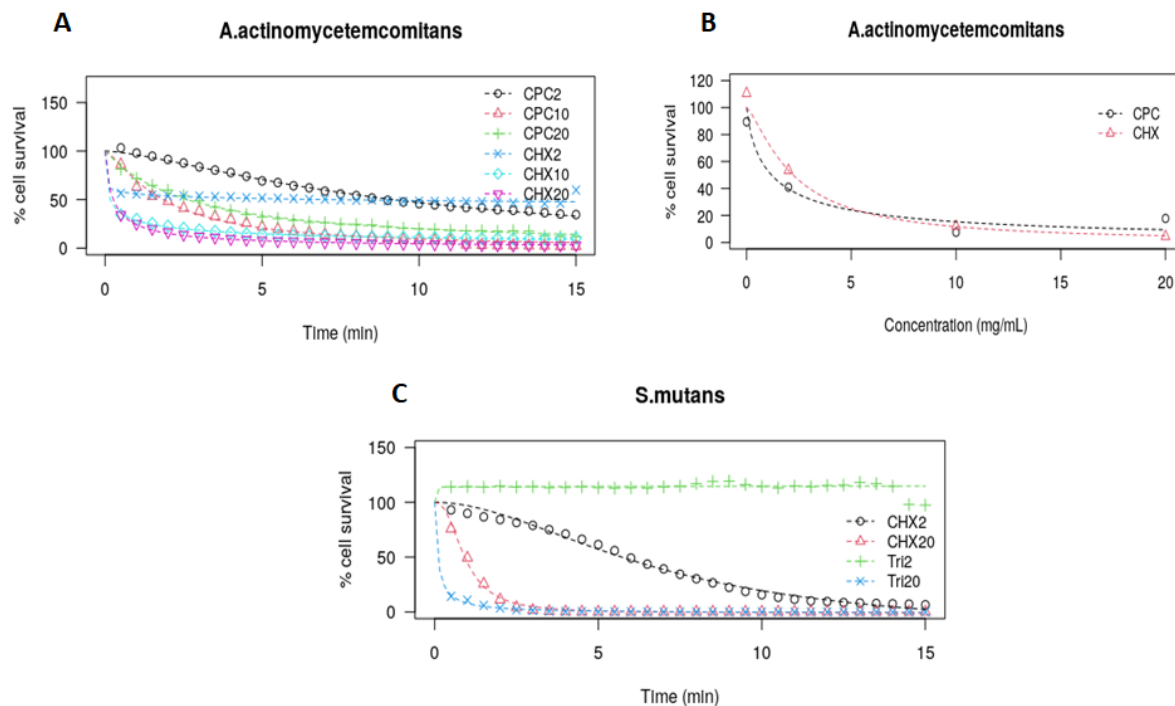 A
A.actinomycetemcomitans
% cell survival
150
100
50
0
CPC2
CPC10
CPC20
CHX2
CHX10
CHX20
0 5 10 15
Time (min)
B
A.actinomycetemcomitans
% cell survival
120
100
80
60
40
20
0
CPC
CHX
0 5 10 15 20
Concentration (mg/mL)
C
S.mutans
% cell survival
150
100
50
0
CHX2
CHX20
Tri2
Tri20
0 5 10 15
Time (min)